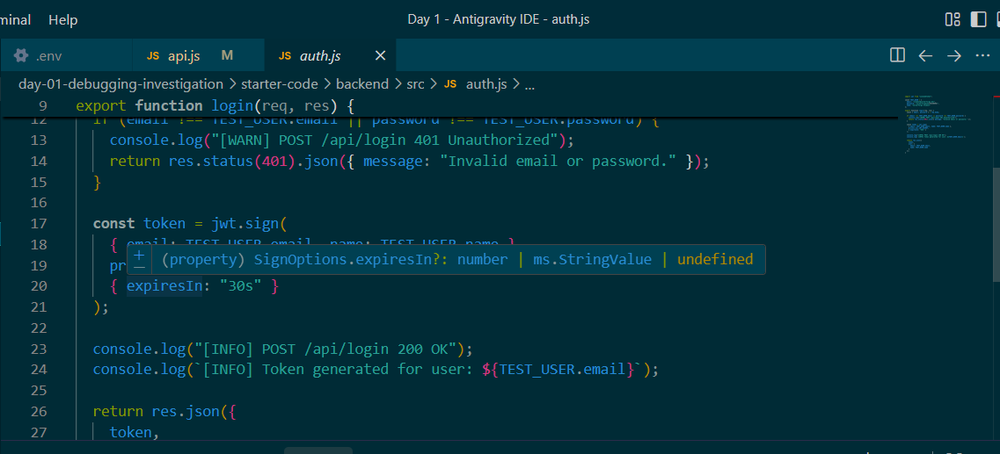 minal Help Day 1 - Antigravity IDE - auth.js
.env JS api.js M JS auth.js
day-01-debugging-investigation > starter-code > backend > src > JS auth.js > ...
9 export function login(req, res) {
12 if (email !== TEST_USER.email || password !== TEST_USER.password) {
13 console.log("[WARN] POST /api/login 401 Unauthorized");
14 return res.status(401).json({ message: "Invalid email or password." });
15 }
16
17 const token = jwt.sign(
18 { email: TEST_USER.email, name: TEST_USER.name }
(property) SignOptions.expiresIn?: number | ms.StringValue | undefined
19 pr
20 { expiresIn: "30s" }
21 );
22
23 console.log("[INFO] POST /api/login 200 OK");
24 console.log(`[INFO] Token generated for user: ${TEST_USER.email}`);
25
26 return res.json({
27 token,